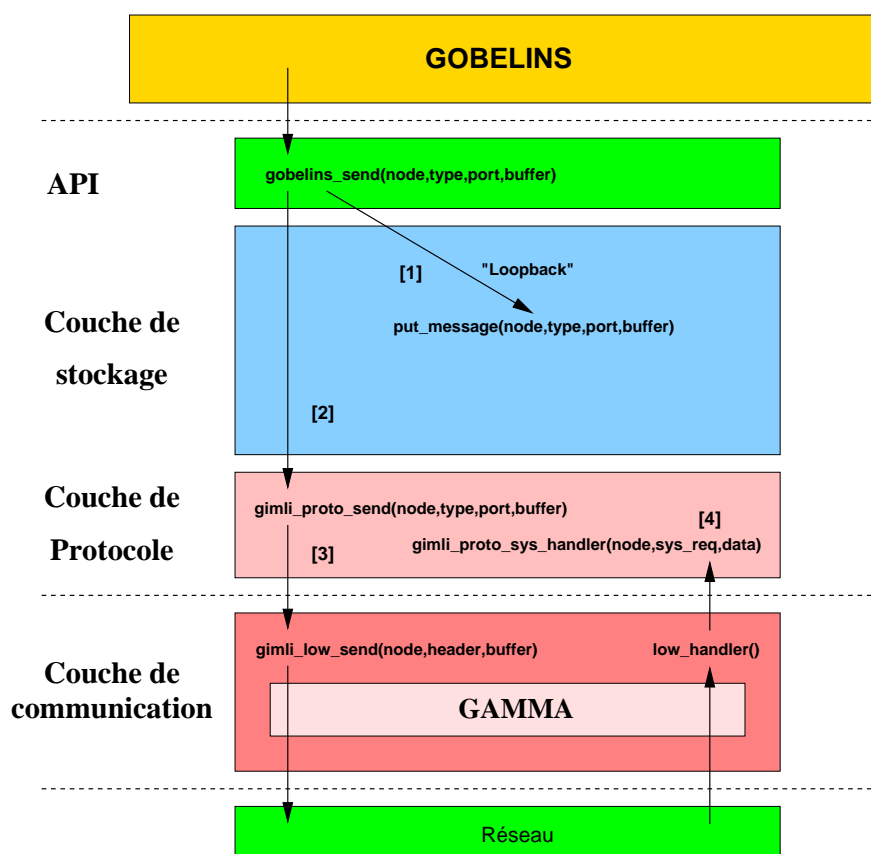 GOBELINS
API
gobelins_send(node,type,port,buffer)
[1]
"Loopback"
Couche de
stockage
put_message(node,type,port,buffer)
[2]
Couche de
Protocole
gimli_proto_send(node,type,port,buffer)
[4]
[3]
gimli_proto_sys_handler(node,sys_req,data)
Couche de
communication
gimli_low_send(node,header,buffer)
low_handler()
GAMMA
Réseau